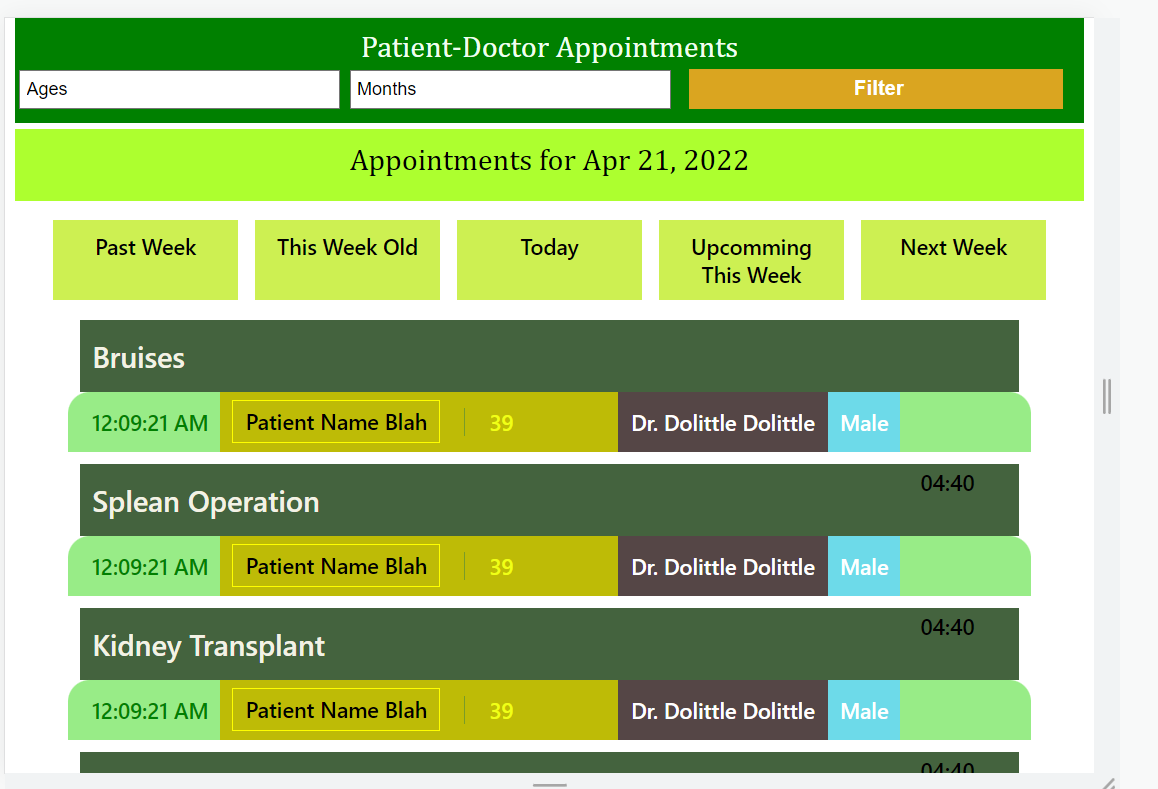 Patient-Doctor Appointments
Ages
Months
Filter
Appointments for Apr 21, 2022
Past Week
This Week Old
Today
Upcomming
This Week
Next Week
Bruises
12:09:21 AM Patient Name Blah 39 Dr. Dolittle Dolittle Male
04:40
Splean Operation
12:09:21 AM Patient Name Blah 39 Dr. Dolittle Dolittle Male
04:40
Kidney Transplant
12:09:21 AM Patient Name Blah 39 Dr. Dolittle Dolittle Male
04:40